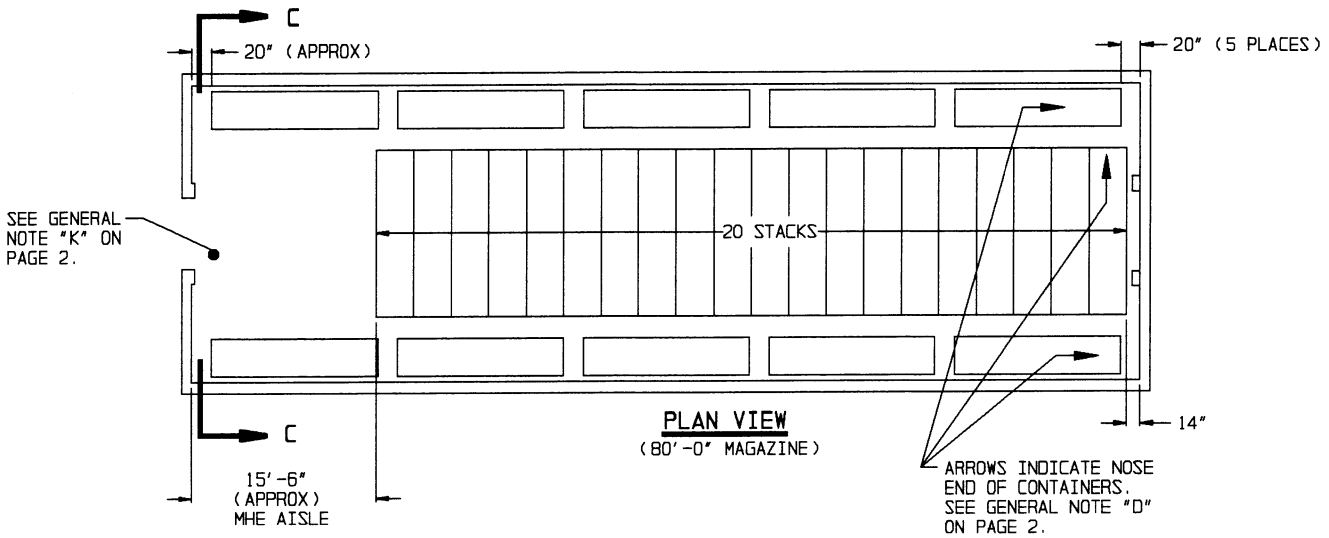 C
20" (APPROX)
20" (5 PLACES)
SEE GENERAL
NOTE "K" ON
PAGE 2.
20 STACKS
C
PLAN VIEW
(80'-0" MAGAZINE)
14"
15'-6"
(APPROX)
MHE AISLE
ARROWS INDICATE NOSE
END OF CONTAINERS.
SEE GENERAL NOTE "D"
ON PAGE 2.